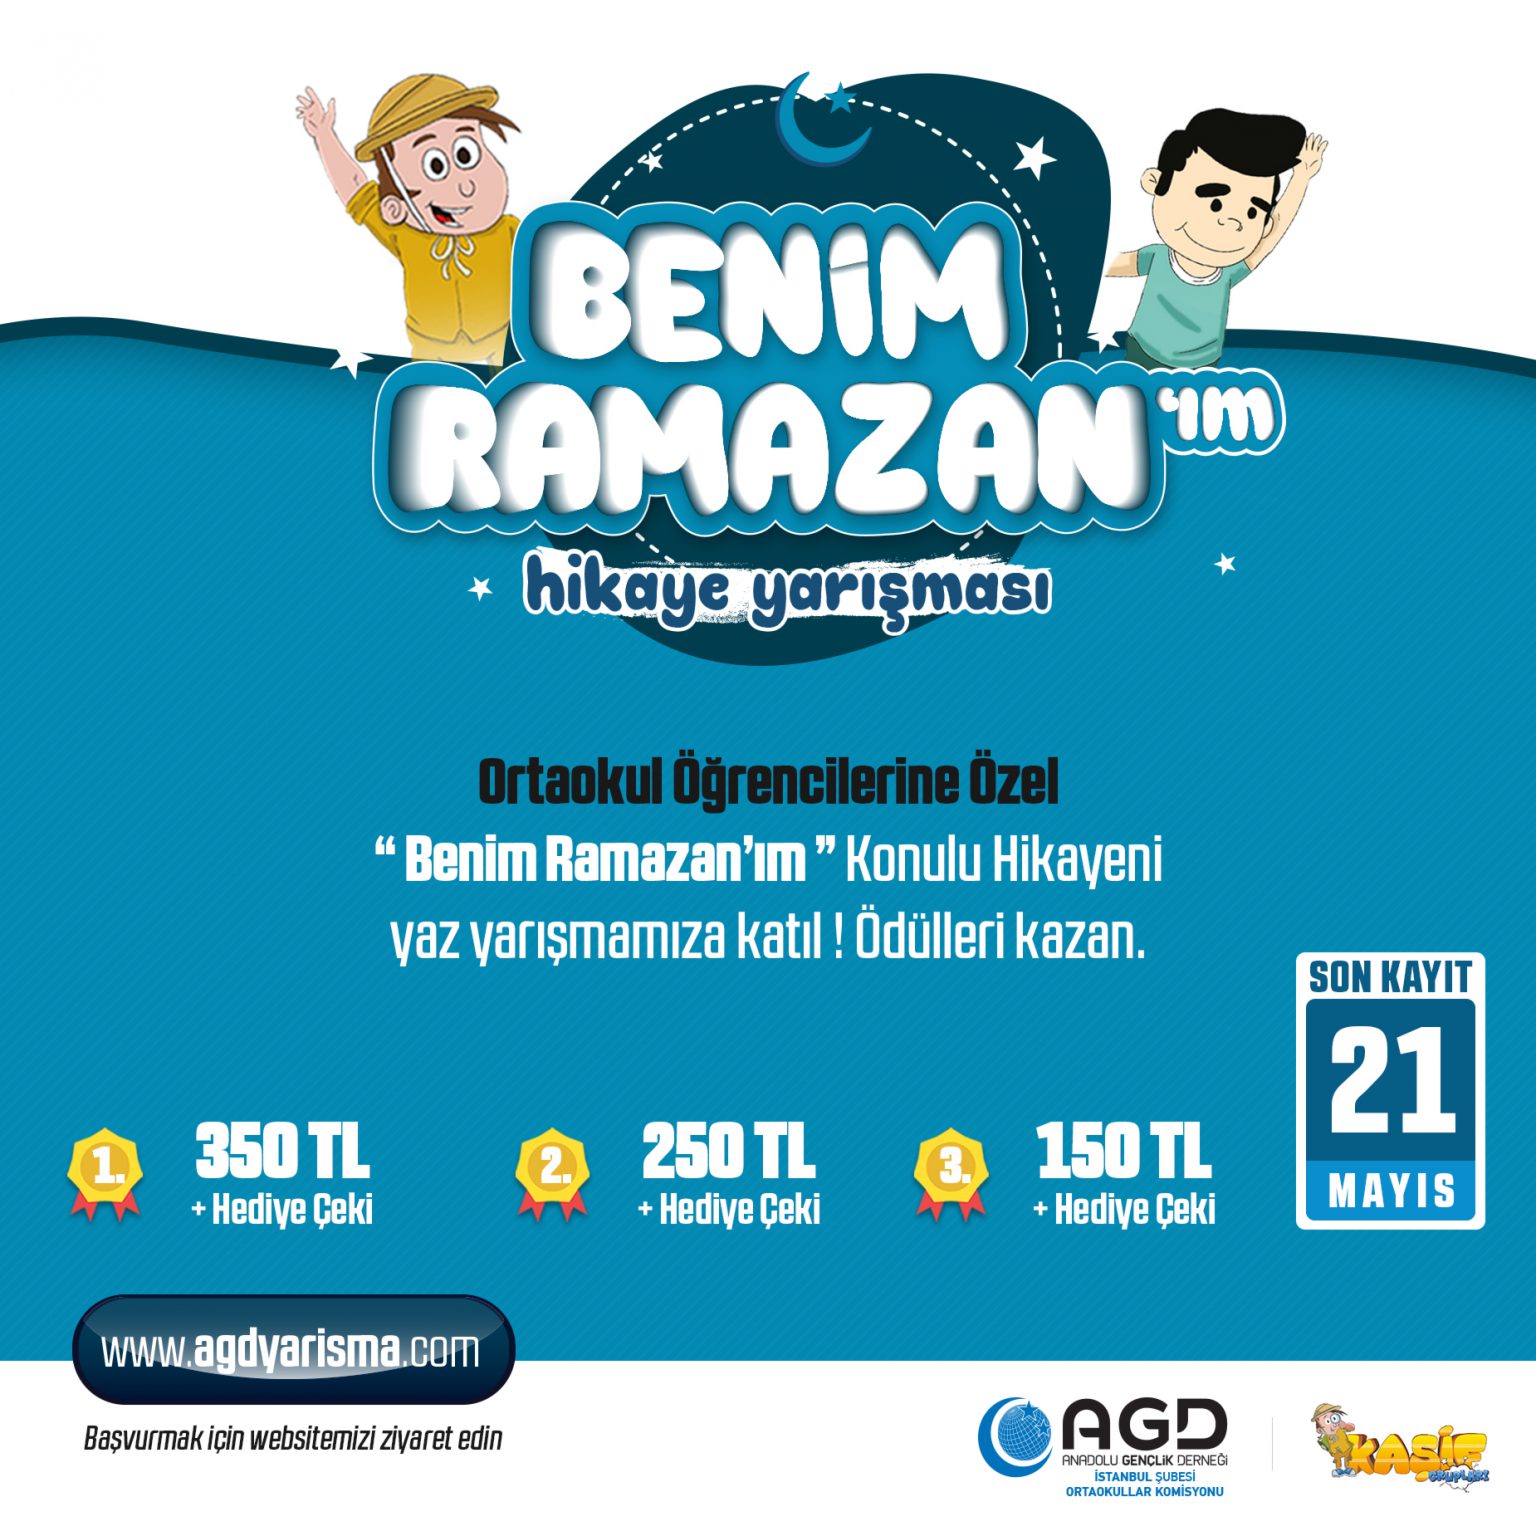 BENİM
RAMAZAN'ım
hikaye yarışması
Ortaokul Öğrencilerine Özel
“ Benim Ramazan’ım ” Konulu Hikayeni
yaz yarışmamıza katıl ! Ödülleri kazan.
SON KAYIT
21
MAYIS
1. 350 TL
+ Hediye Çeki
2. 250 TL
+ Hediye Çeki
3. 150 TL
+ Hediye Çeki
www.agdyarisma.com
Başvurmak için websitemizi ziyaret edin
AGD
ANADOLU GENÇLİK DERNEĞİ
İSTANBUL ŞUBESİ
ORTAOKULLAR KOMİSYONU
KAŞİF
GRUPLARI